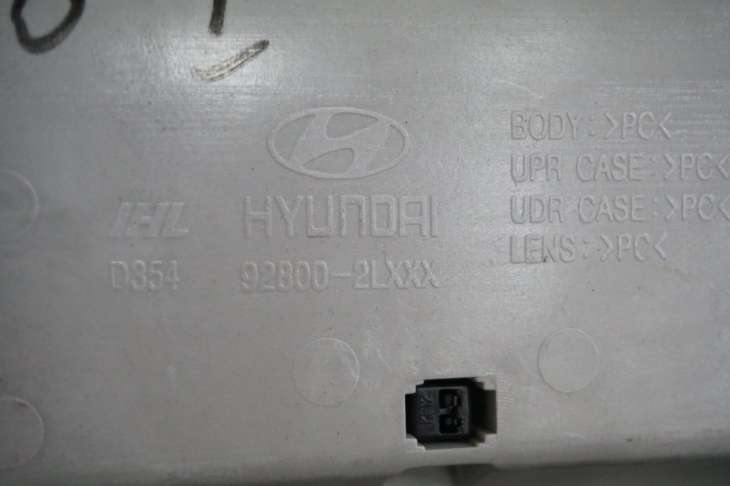 IHL
D354
HYUNDAI
92800-2LXXX
BODY:>PC<
UPR CASE:>PC<
UDR CASE:>PC<
LENS:>PC<